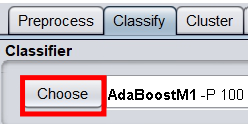 Preprocess Classify Cluster
Classifier
Choose AdaBoostM1 -P 100